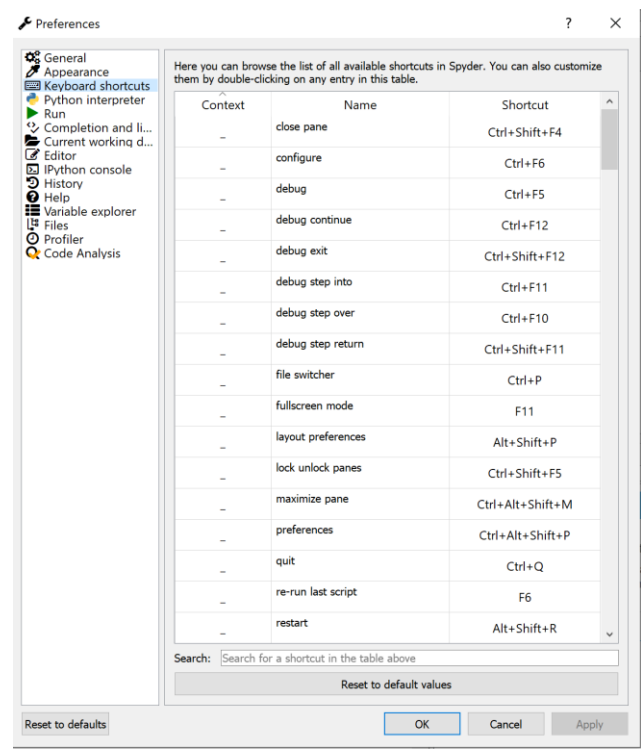 Preferences
General
Appearance
Keyboard shortcuts
Python interpreter
Run
Completion and li...
Current working d...
Editor
IPython console
History
Help
Variable explorer
Files
Profiler
Code Analysis
Here you can browse the list of all available shortcuts in Spyder. You can also customize
them by double-clicking on any entry in this table.
Context Name Shortcut
_ close pane Ctrl+Shift+F4
_ configure Ctrl+F6
_ debug Ctrl+F5
_ debug continue Ctrl+F12
_ debug exit Ctrl+Shift+F12
_ debug step into Ctrl+F11
_ debug step over Ctrl+F10
_ debug step return Ctrl+Shift+F11
_ file switcher Ctrl+P
_ fullscreen mode F11
_ layout preferences Alt+Shift+P
_ lock unlock panes Ctrl+Shift+F5
_ maximize pane Ctrl+Alt+Shift+M
_ preferences Ctrl+Alt+Shift+P
_ quit Ctrl+Q
_ re-run last script F6
_ restart Alt+Shift+R
Search: Search for a shortcut in the table above
Reset to default values
Reset to defaults OK Cancel Apply